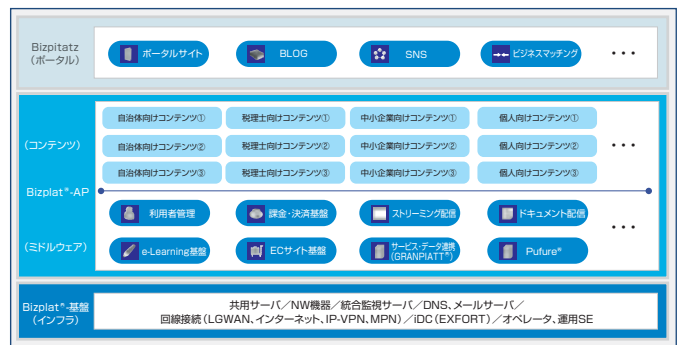 Bizpitatz
(ポータル)
ポータルサイト
BLOG
SNS
ビジネスマッチング
・・・
(コンテンツ)
自治体向けコンテンツ①
税理士向けコンテンツ①
中小企業向けコンテンツ①
個人向けコンテンツ①
自治体向けコンテンツ②
税理士向けコンテンツ②
中小企業向けコンテンツ②
個人向けコンテンツ②
・・・
自治体向けコンテンツ③
税理士向けコンテンツ③
中小企業向けコンテンツ③
個人向けコンテンツ③
Bizplat®-AP
(ミドルウェア)
利用者管理
課金・決済基盤
ストリーミング配信
ドキュメント配信
・・・
e-Learning基盤
ECサイト基盤
サービス・データ連携
(GRANPIATT®)
Pufure®
Bizplat®-基盤
(インフラ)
共用サーバ/NW機器/統合監視サーバ/DNS、メールサーバ/
回線接続(LGWAN、インターネット、IP-VPN、MPN)/iDC(EXFORT)/オペレータ、運用SE